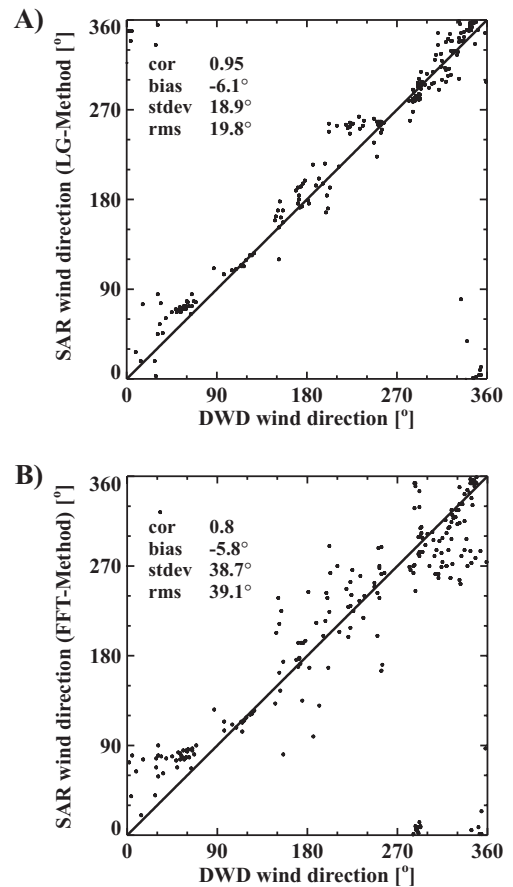 A)
SAR wind direction (LG-Method) [°]
360
270
180
90
0
cor 0.95
bias -6.1°
stdev 18.9°
rms 19.8°
0 90 180 270 360
DWD wind direction [°]
B)
SAR wind direction (FFT-Method) [°]
360
270
180
90
0
cor 0.8
bias -5.8°
stdev 38.7°
rms 39.1°
0 90 180 270 360
DWD wind direction [°]